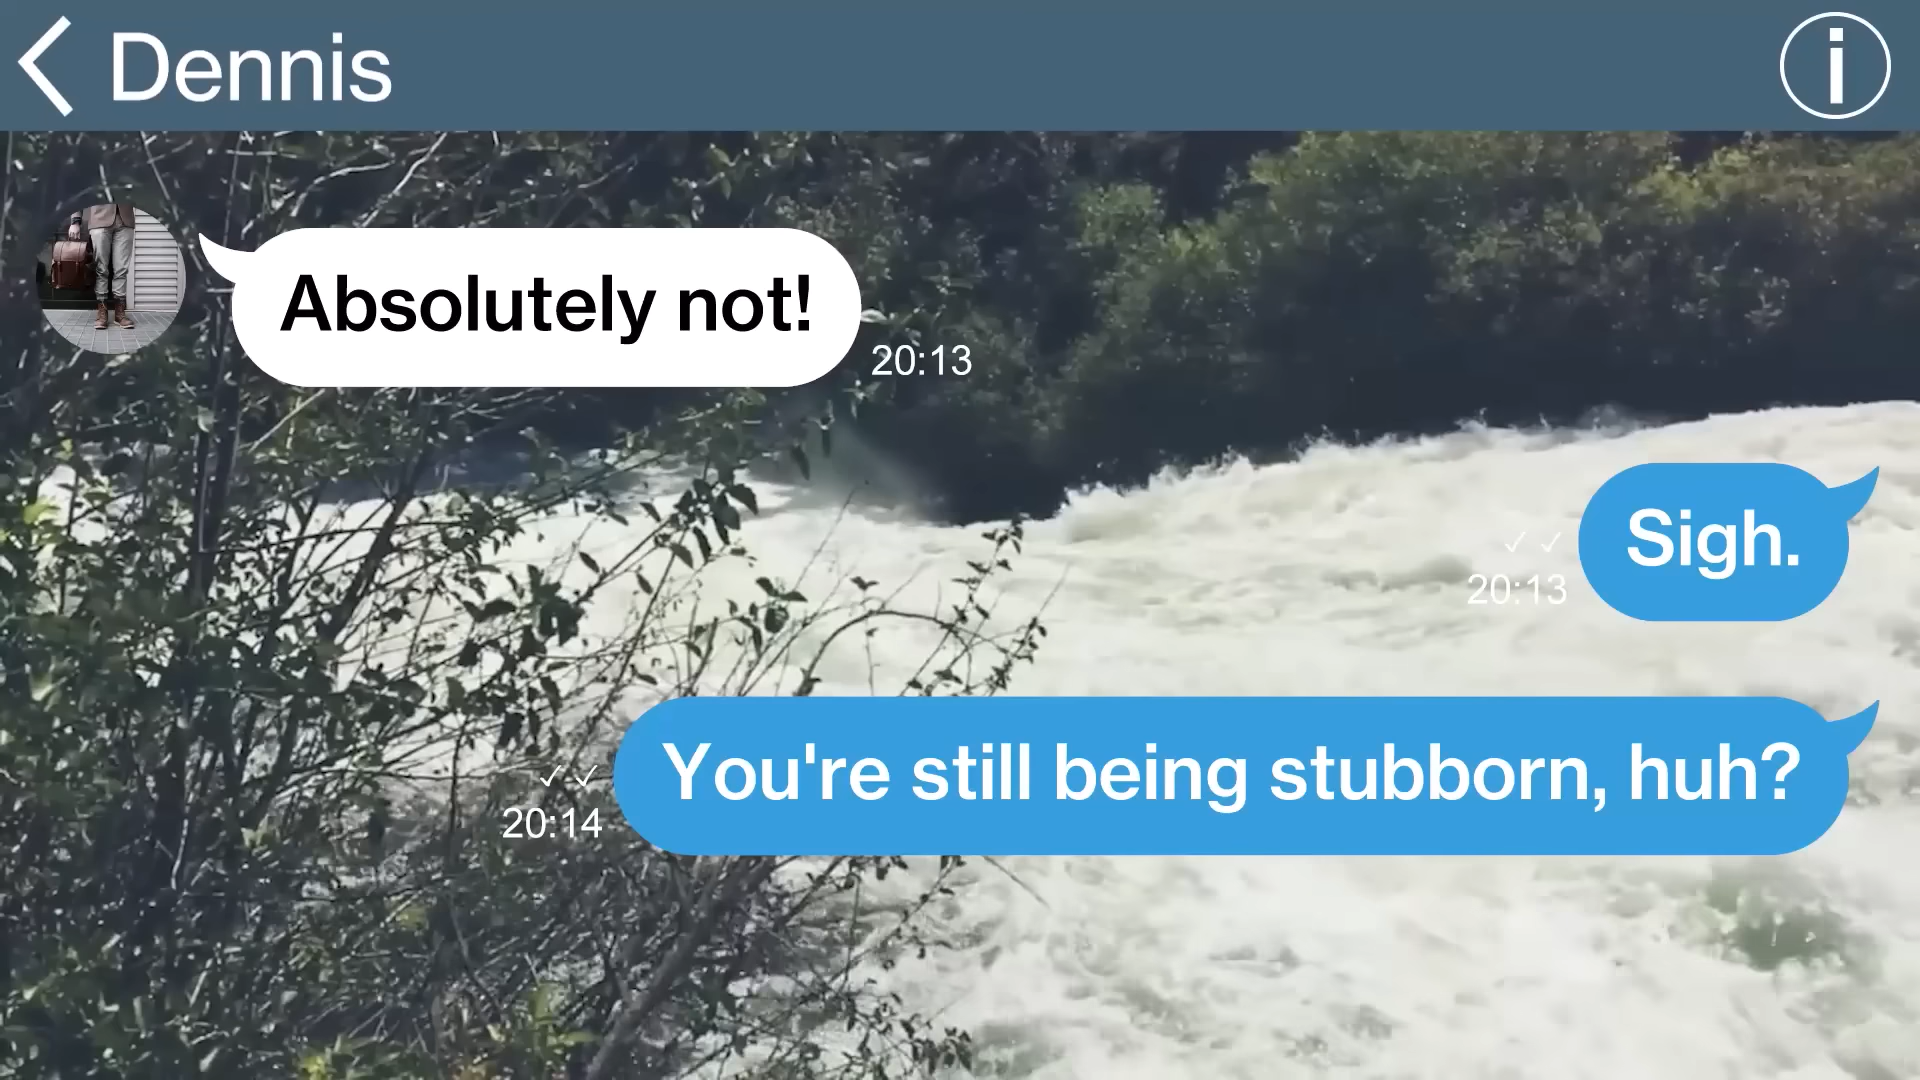 Dennis
Absolutely not!
20:13
Sigh.
20:13
You're still being stubborn, huh?
20:14